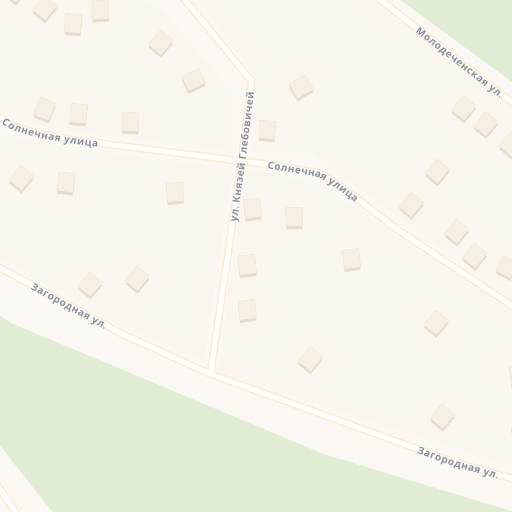 Молодеченская ул.
Солнечная улица
ул. Князей Глебовичей
Солнечная улица
Загородная ул.
Загородная ул.